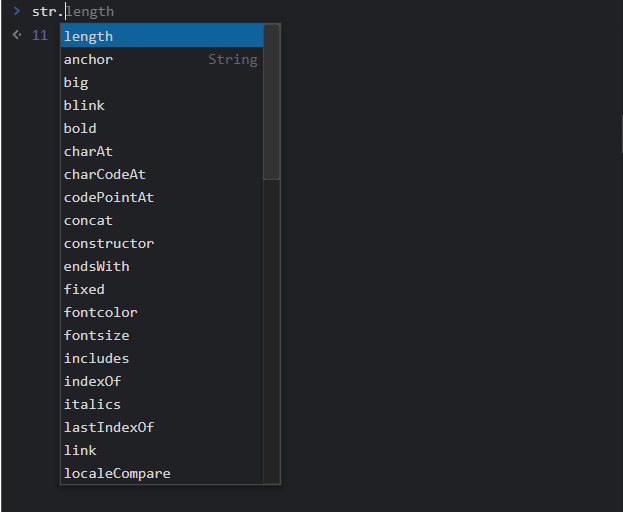 > str.length
11
length
anchor String
big
blink
bold
charAt
charCodeAt
codePointAt
concat
constructor
endsWith
fixed
fontcolor
fontsize
includes
indexOf
italics
lastIndexOf
link
localeCompare